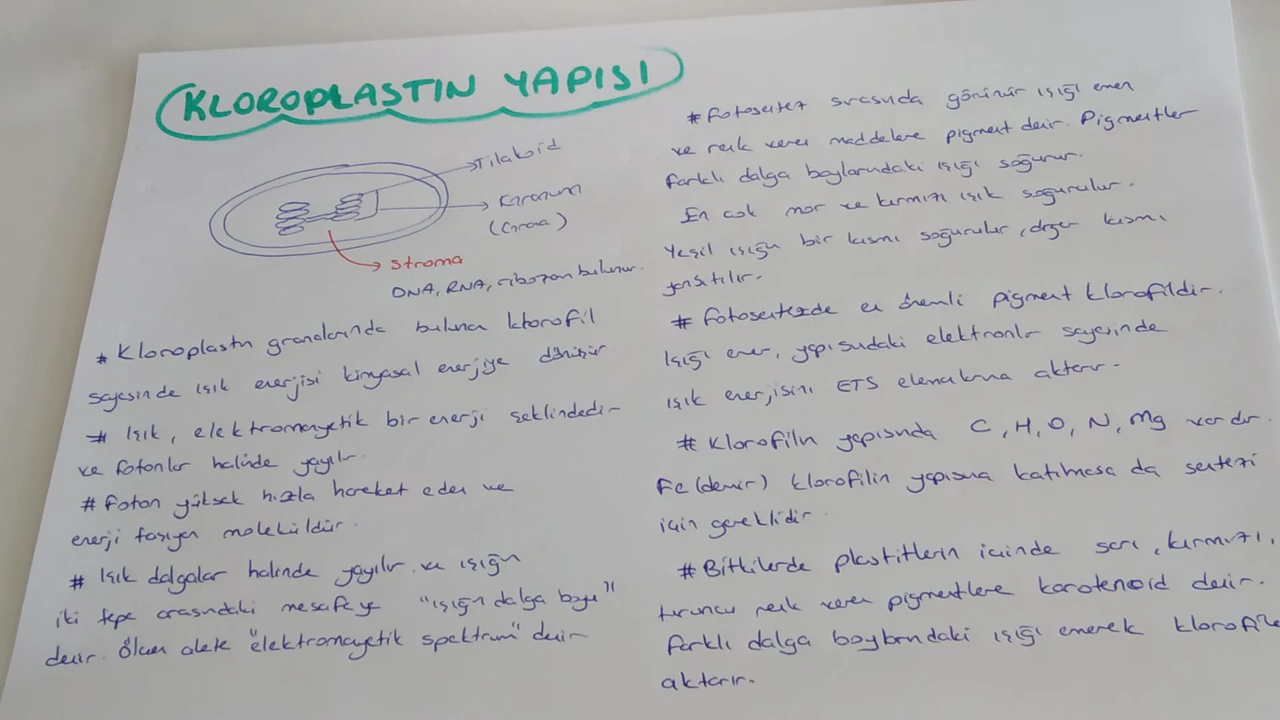 KLOROPLASTIN YAPISI
Tilakoid
Granum
(Grana)
Stroma
DNA, RNA, ribozom bulunur.
* Kloroplastın granalarında bulunan klorofil
sayesinde ışık enerjisi kimyasal enerjiye dönüşür
# Işık, elektromanyetik bir enerji şeklindedir
ve fotonlar halinde yayılır.
# Foton yüksek hızla hareket eden ve
enerji taşıyan moleküldür.
# Işık dalgalar halinde yayılır ve ışığın
iki tepe arasındaki mesafeye "ışığın dalga boyu"
denir. Ölçen alete "elektromanyetik spektrum" denir
# Fotosentez sırasında görünür ışığı emen
ve renk veren maddelere pigment denir. Pigmentler
farklı dalga boylarındaki ışığı soğurur.
En çok mor ve kırmızı ışık soğurulur.
Yeşil ışığın bir kısmı soğurulur, diğer kısmı
yansıtılır.
# Fotosentezde en önemli pigment klorofildir.
Işığı emer, yapısındaki elektronlar sayesinde
ışık enerjisini ETS elemanlarına aktarır.
# Klorofilin yapısında C, H, O, N, Mg vardır.
Fe (demir) klorofilin yapısına katılmasa da sentezi
için gereklidir.
# Bitkilerde plastitlerin içinde sarı, kırmızı,
turuncu renk veren pigmentlere karotenoid denir.
Farklı dalga boylarındaki ışığı emerek klorofile
aktarır.